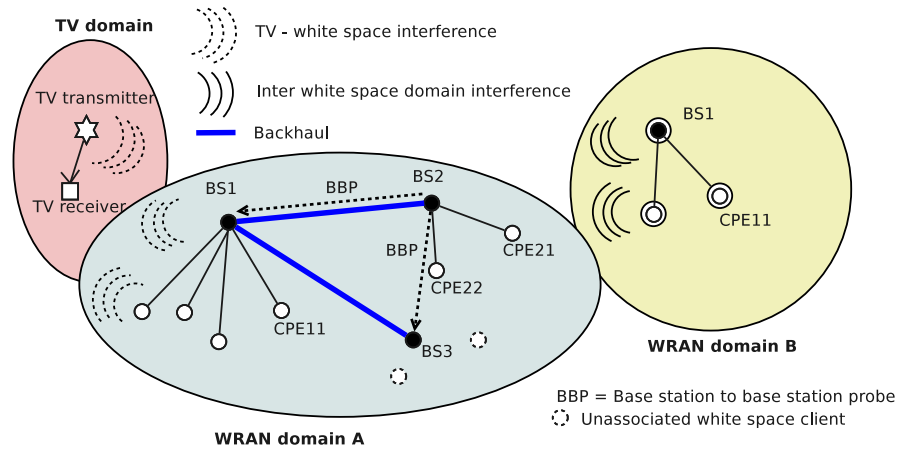 TV domain
TV - white space interference
TV transmitter
Inter white space domain interference
Backhaul
TV receiver
BS1
BBP
BS2
BBP
CPE21
CPE22
CPE11
BS3
BS1
CPE11
WRAN domain B
WRAN domain A
BBP = Base station to base station probe
Unassociated white space client